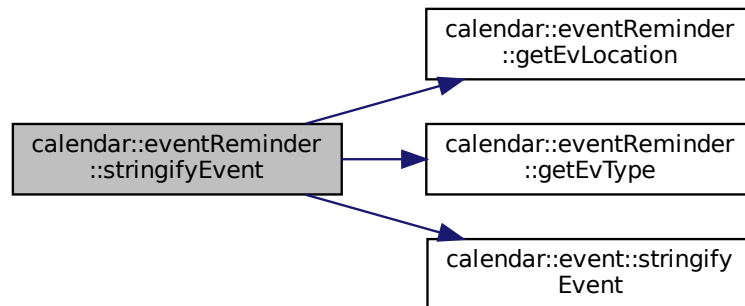 calendar::eventReminder
::getEvLocation
calendar::eventReminder
::stringifyEvent
calendar::eventReminder
::getEvType
calendar::event::stringify
Event